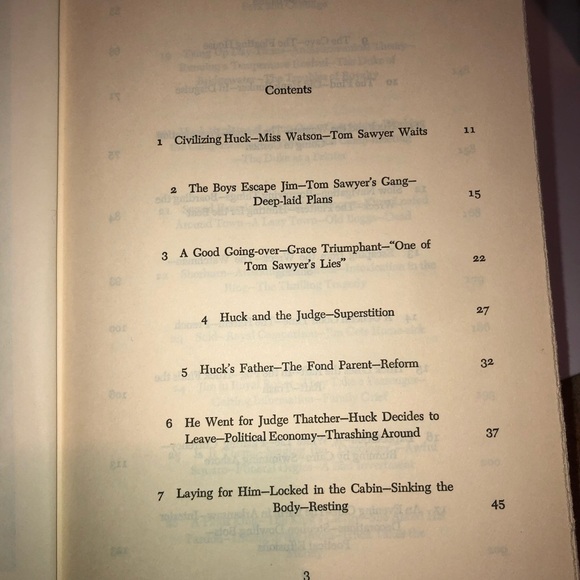 Contents
1 Civilizing Huck—Miss Watson—Tom Sawyer Waits 11
2 The Boys Escape Jim—Tom Sawyer's Gang—
Deep-laid Plans 15
3 A Good Going-over—Grace Triumphant—"One of
Tom Sawyer's Lies" 22
4 Huck and the Judge—Superstition 27
5 Huck's Father—The Fond Parent—Reform 32
6 He Went for Judge Thatcher—Huck Decides to
Leave—Political Economy—Thrashing Around 37
7 Laying for Him—Locked in the Cabin—Sinking the
Body—Resting 45
3